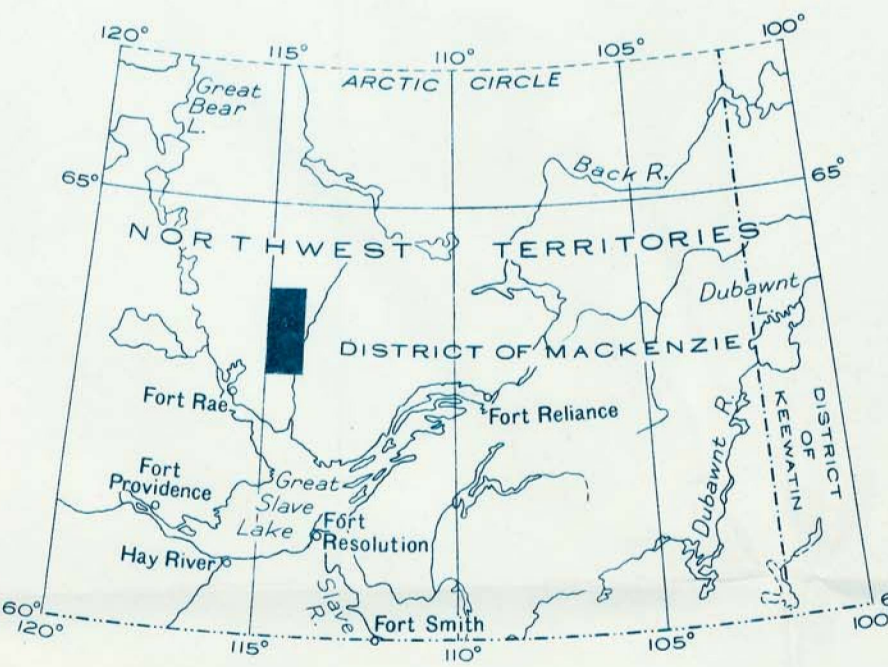 120°
115°
110°
105°
100°
ARCTIC CIRCLE
Great
Bear
L.
Back R.
65°
65°
NORTHWEST TERRITORIES
Dubawnt
L.
DISTRICT OF MACKENZIE
Fort Rae
Fort Reliance
DISTRICT
OF
KEEWATIN
Dubawnt R.
Fort
Providence
Great
Slave
Lake
Fort
Resolution
Hay River
Slave
R.
Fort Smith
60°
6
120°
115°
110°
105°
100